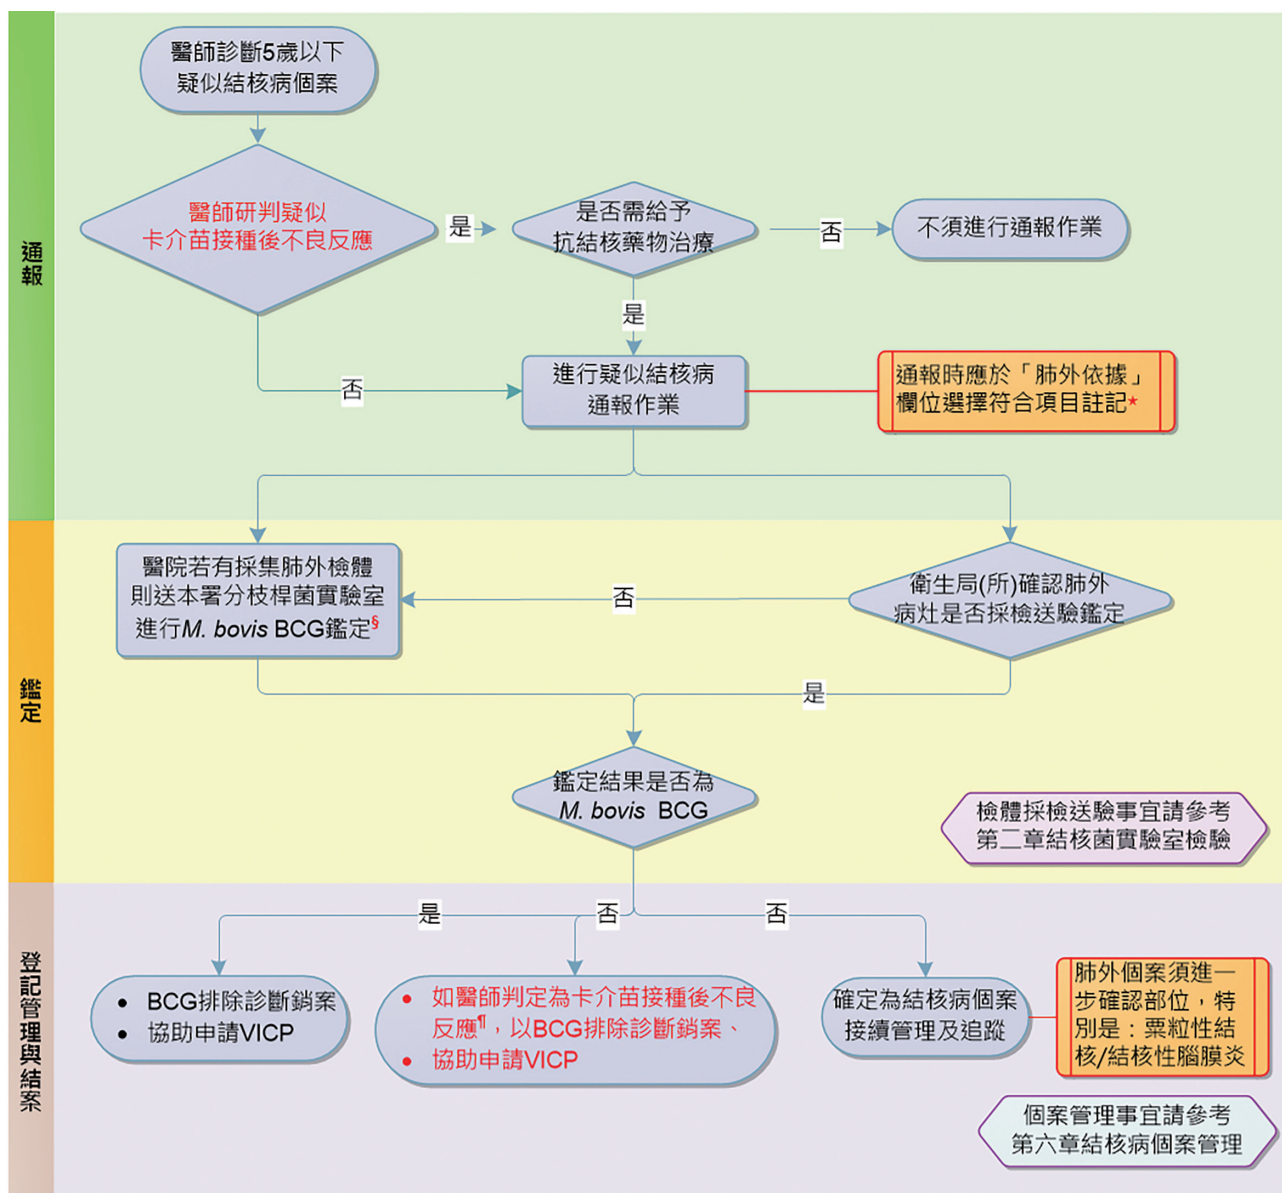 醫師診斷5歲以下
疑似結核病個案
通報
醫師研判疑似
卡介苗接種後不良反應
是
是否需給予
抗結核藥物治療
否
不須進行通報作業
是
否
進行疑似結核病
通報作業
通報時應於「肺外依據」
欄位選擇符合項目註記*
鑑定
醫院若有採集肺外檢體
則送本署分枝桿菌實驗室
進行M. bovis BCG鑑定§
否
衛生局(所)確認肺外
病灶是否採檢送驗鑑定
是
鑑定結果是否為
M. bovis BCG
檢體採檢送驗事宜請參考
第二章結核菌實驗室檢驗
登記管理與結案
是
否
否
• BCG排除診斷銷案
• 協助申請VICP
• 如醫師判定為卡介苗接種後不良
反應¶，以BCG排除診斷銷案、
• 協助申請VICP
確定為結核病個案
接續管理及追蹤
肺外個案須進一
步確認部位，特
別是：粟粒性結
核/結核性腦膜炎
個案管理事宜請參考
第六章結核病個案管理